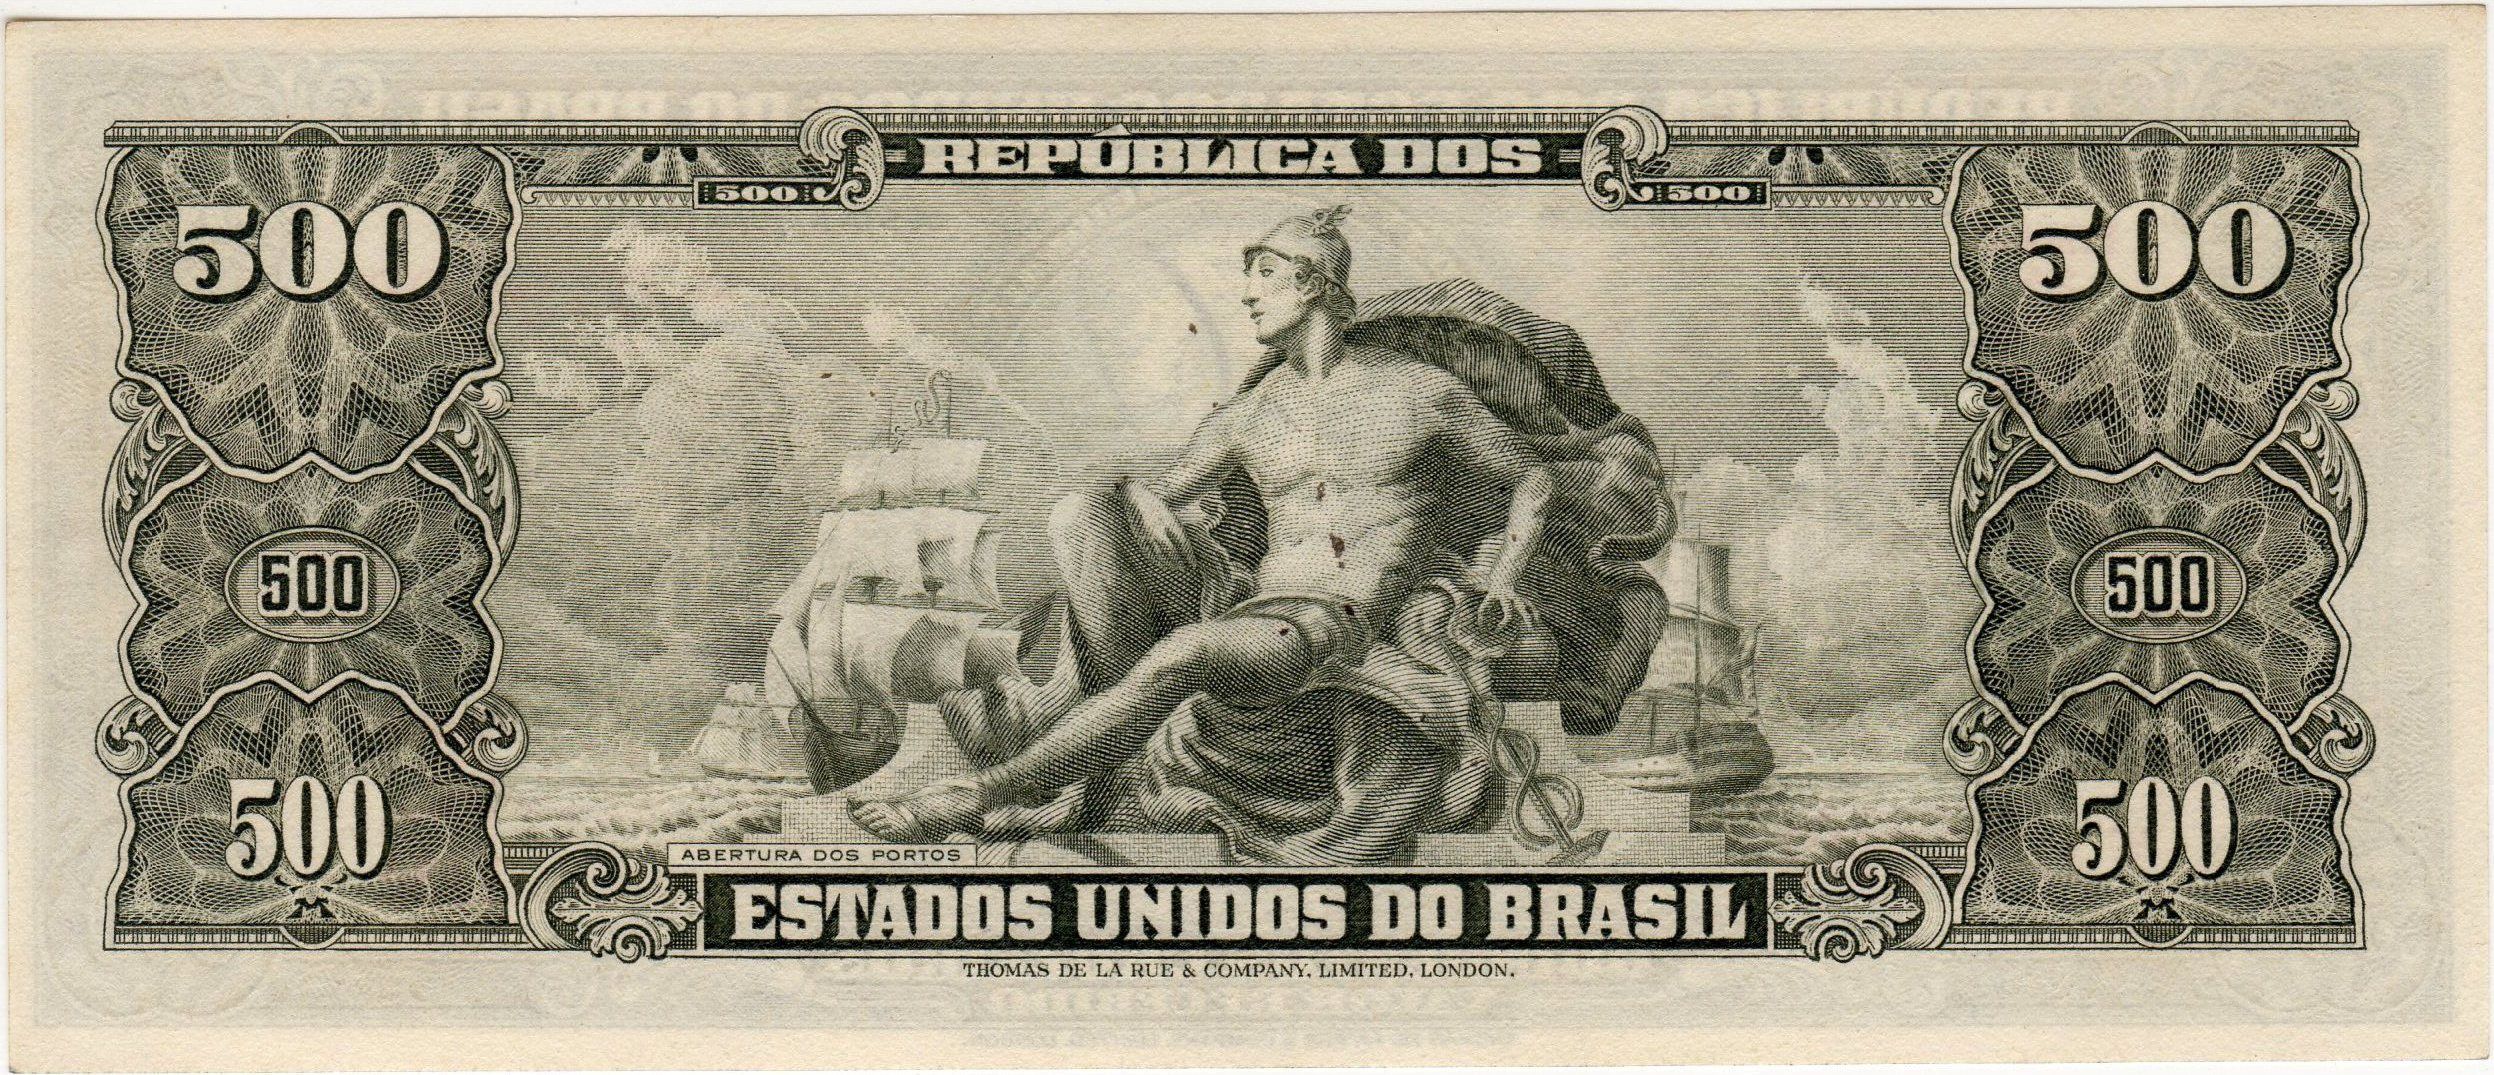 REPÚBLICA DOS
500 500
500 500
500 500
500 500
ABERTURA DOS PORTOS
ESTADOS UNIDOS DO BRASIL
THOMAS DE LA RUE & COMPANY, LIMITED, LONDON.